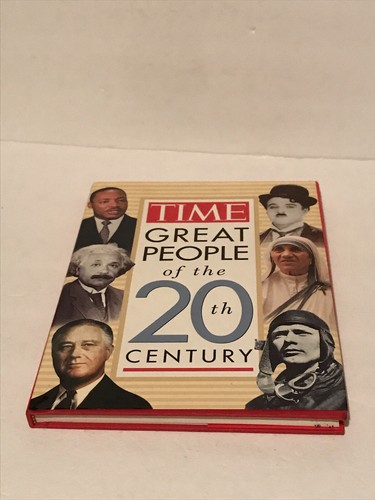 TIME
GREAT
PEOPLE
of the
20th
CENTURY